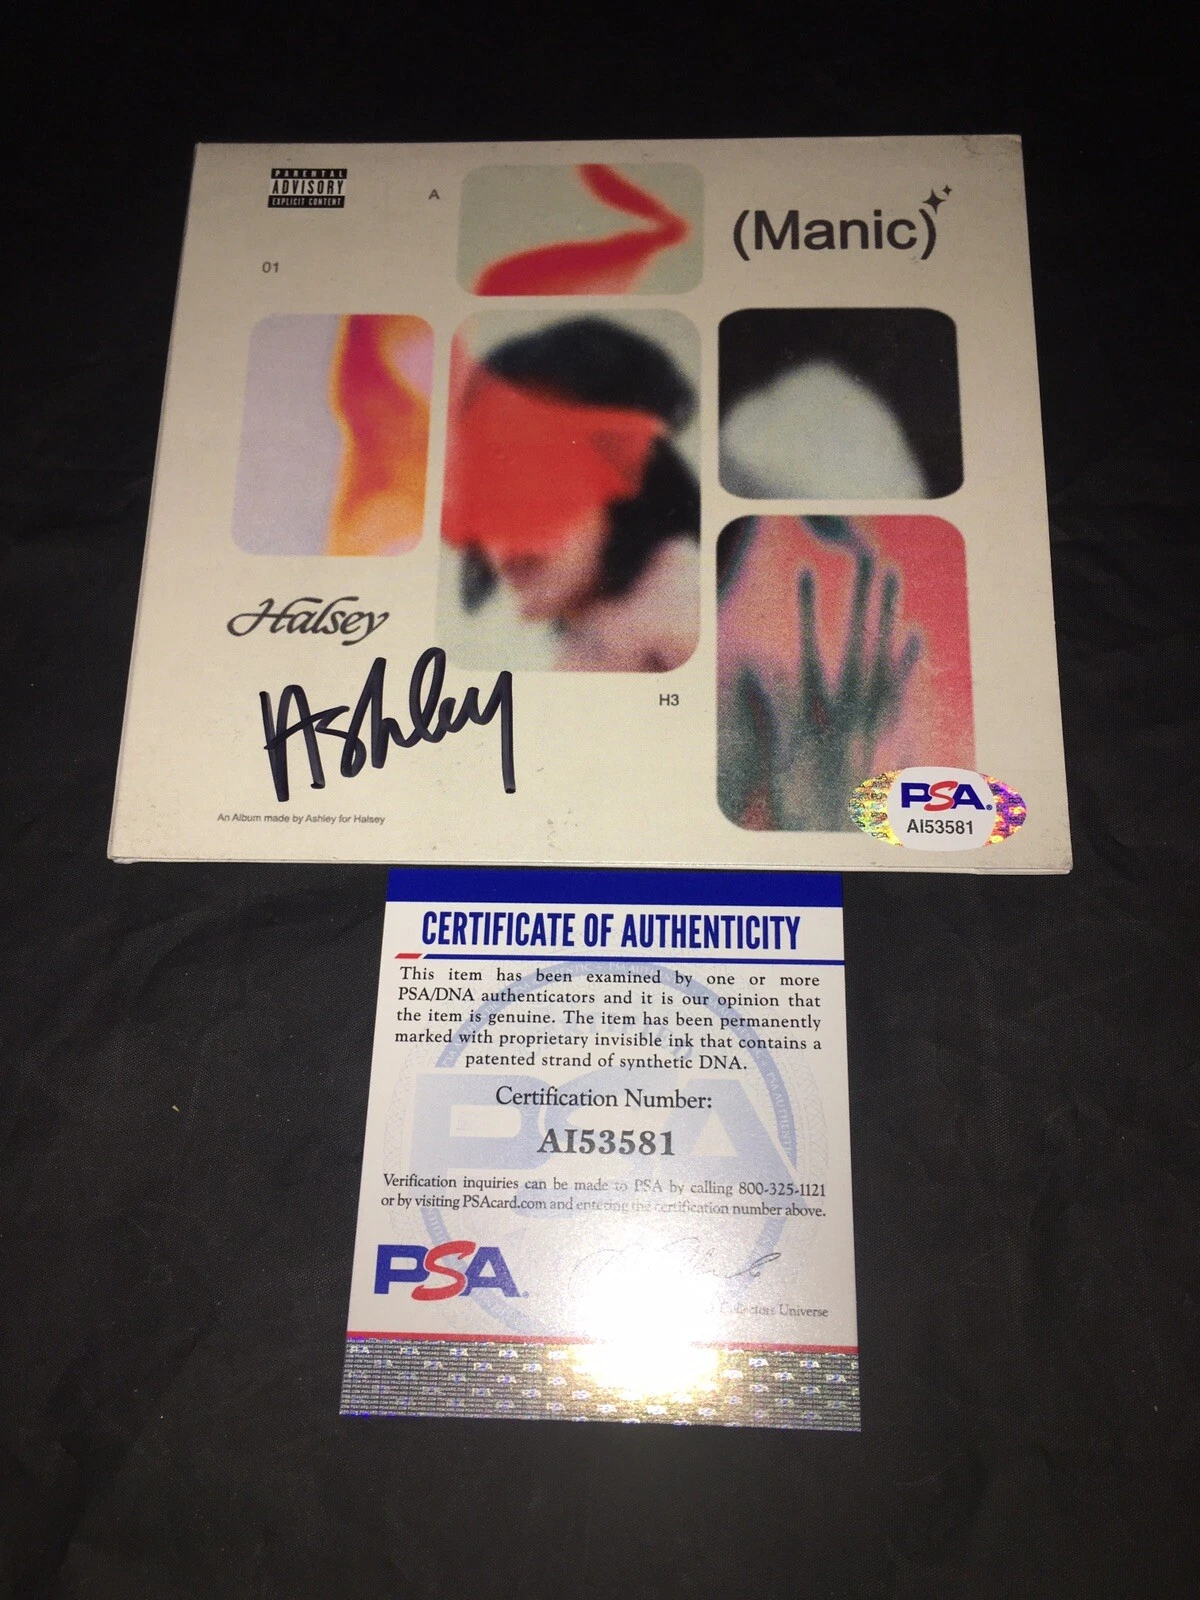 PARENTAL
ADVISORY
EXPLICIT CONTENT
A
(Manic)
01
Halsey
Ashley
H3
An Album made by Ashley for Halsey
PSA
AI53581
CERTIFICATE OF AUTHENTICITY
This item has been examined by one or more
PSA/DNA authenticators and it is our opinion that
the item is genuine. The item has been permanently
marked with proprietary invisible ink that contains a
patented strand of synthetic DNA.
Certification Number:
AI53581
Verification inquiries can be made to PSA by calling 800-325-1121
or by visiting PSAcard.com and entering the certification number above.
PSA
Collectors Universe